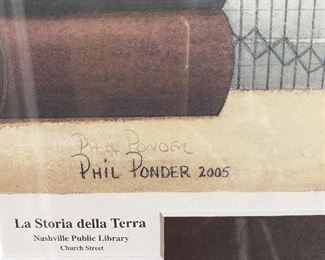 Phil Ponder
PHIL PONDER 2005
La Storia della Terra
Nashville Public Library
Church Street